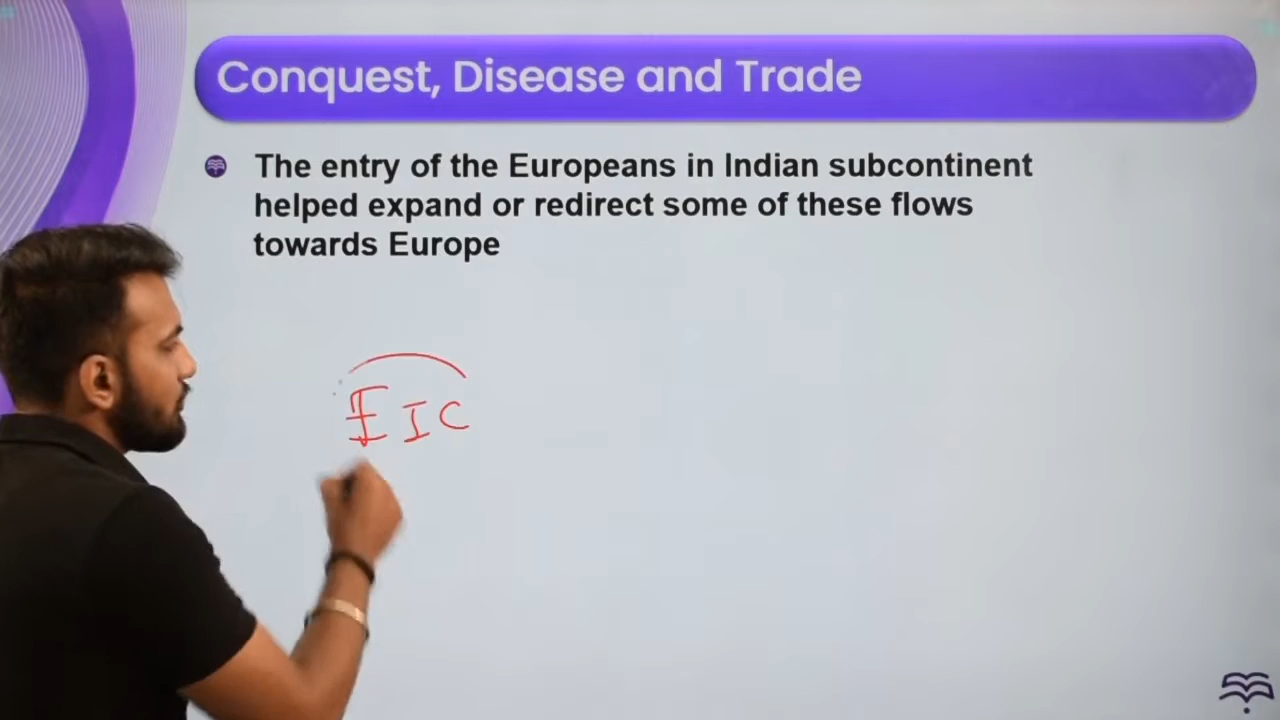 Conquest, Disease and Trade
The entry of the Europeans in Indian subcontinent
helped expand or redirect some of these flows
towards Europe
EIC